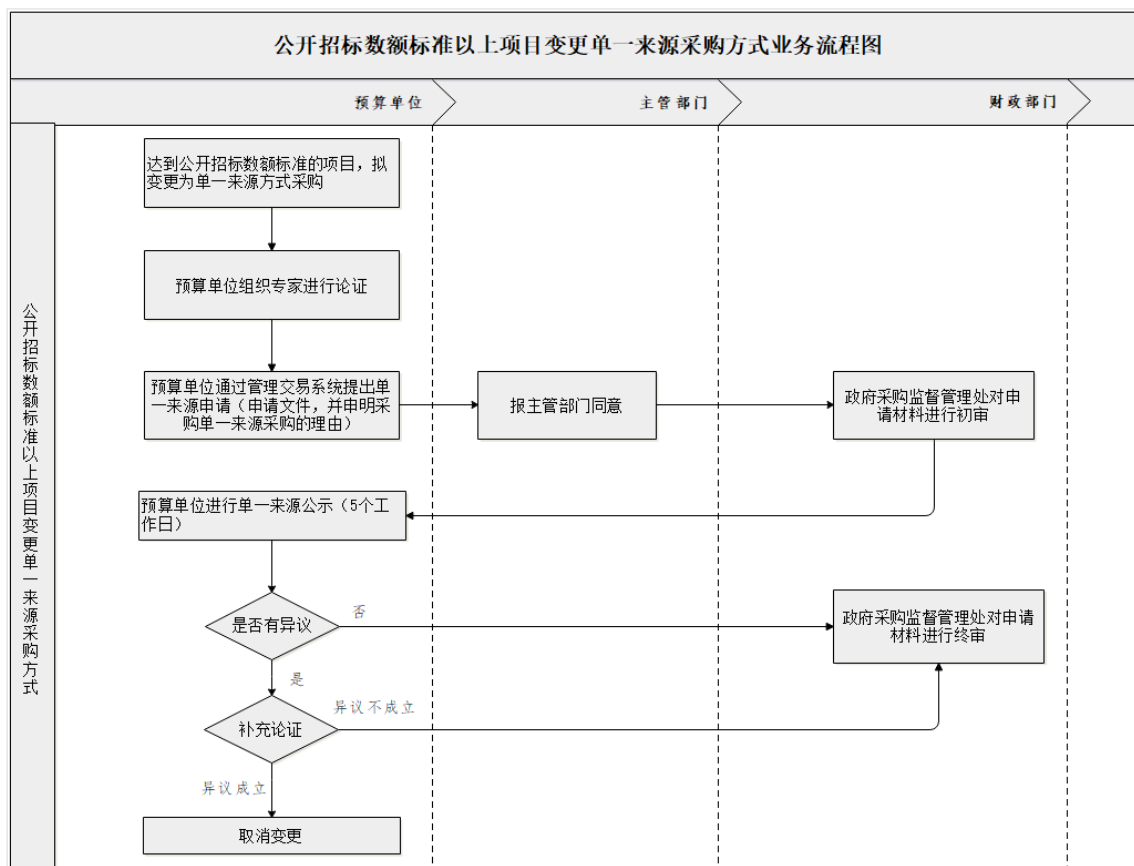 公开招标数额标准以上项目变更单一来源采购方式业务流程图
预算单位
主管部门
财政部门
公开招标数额标准以上项目变更单一来源采购方式
达到公开招标数额标准的项目，拟
变更为单一来源方式采购
预算单位组织专家进行论证
预算单位通过管理交易系统提出单
一来源申请（申请文件，并申明采
购单一来源采购的理由）
报主管部门同意
政府采购监督管理处对申
请材料进行初审
预算单位进行单一来源公示（5个工
作日）
是否有异议
否
政府采购监督管理处对申请
材料进行终审
是
补充论证
异议不成立
异议成立
取消变更